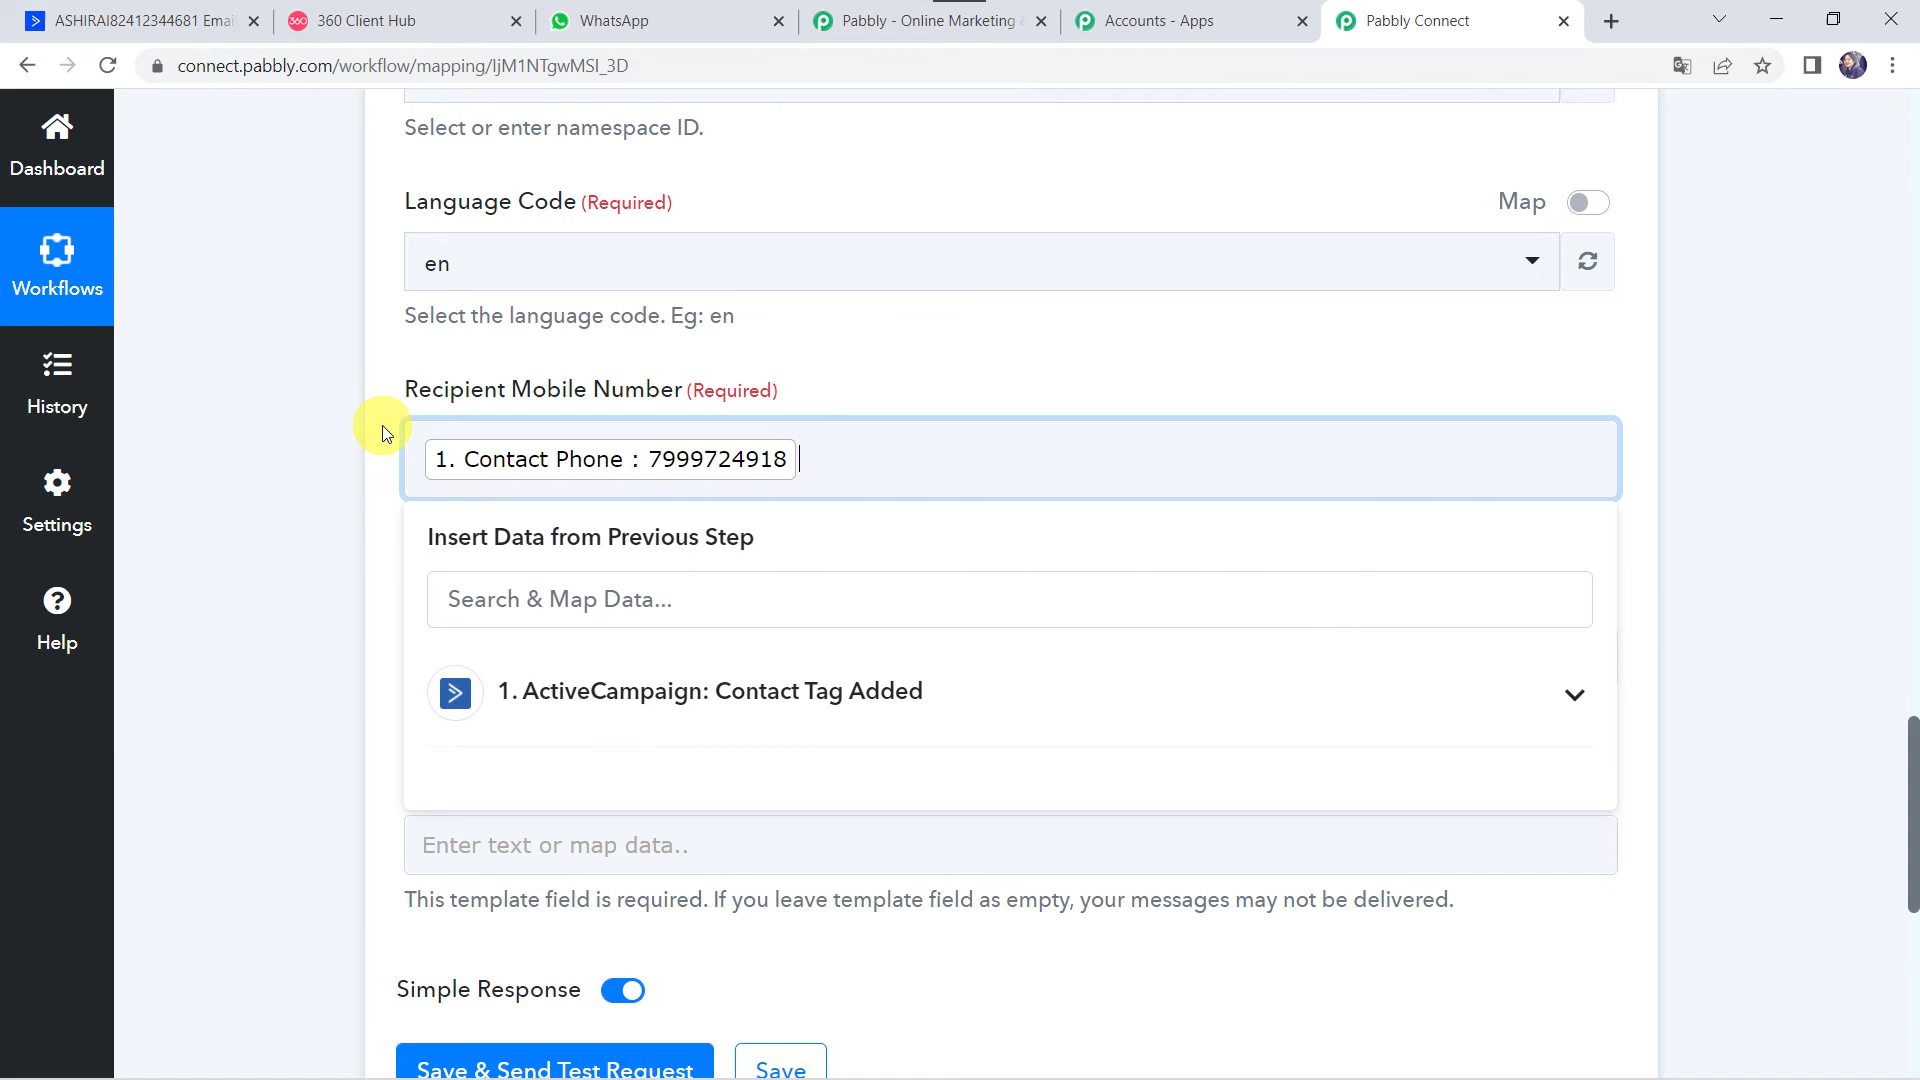 ASHIRAI82412344681 Emai
360 Client Hub
WhatsApp
Pabbly - Online Marketing
Accounts - Apps
Pabbly Connect
connect.pabbly.com/workflow/mapping/IjM1NTgwMSI_3D
Dashboard
Workflows
History
Settings
Help
Select or enter namespace ID.
Language Code (Required)
Map
en
Select the language code. Eg: en
Recipient Mobile Number (Required)
1. Contact Phone : 7999724918
Insert Data from Previous Step
Search & Map Data...
1. ActiveCampaign: Contact Tag Added
Enter text or map data..
This template field is required. If you leave template field as empty, your messages may not be delivered.
Simple Response
Save & Send Test Request
Save